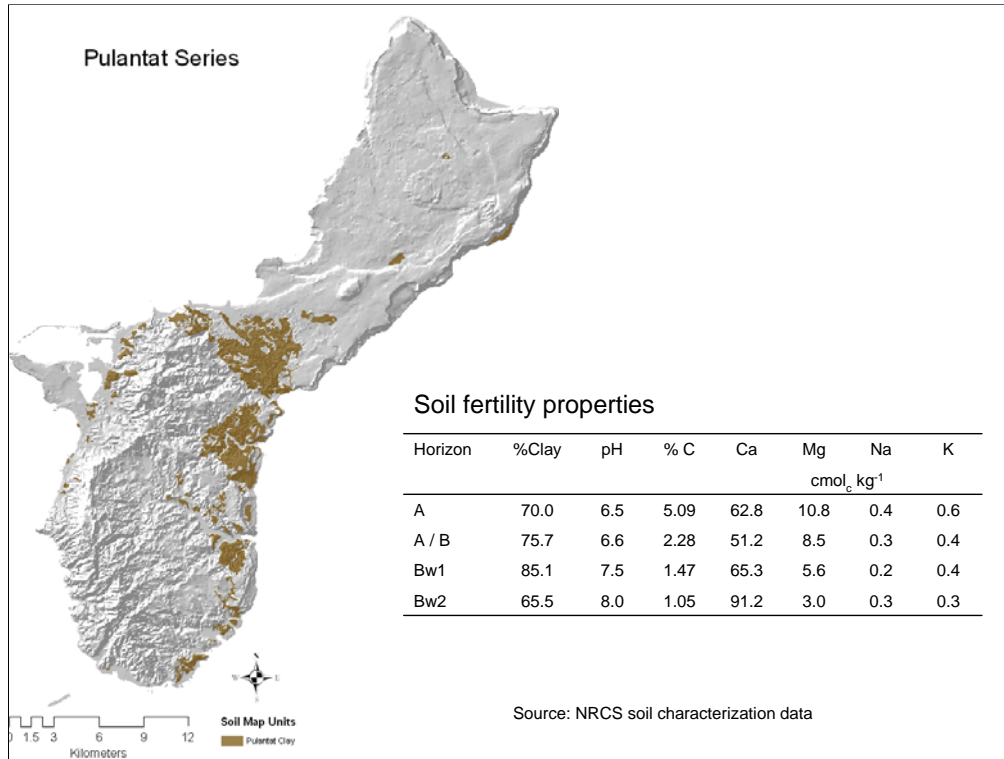 Pulantat Series
Soil fertility properties
Horizon %Clay pH % C Ca Mg Na K
cmolc kg-1
A 70.0 6.5 5.09 62.8 10.8 0.4 0.6
A / B 75.7 6.6 2.28 51.2 8.5 0.3 0.4
Bw1 85.1 7.5 1.47 65.3 5.6 0.2 0.4
Bw2 65.5 8.0 1.05 91.2 3.0 0.3 0.3
W E
Source: NRCS soil characterization data
0 1.5 3 6 9 12
Kilometers
Soil Map Units
Pulantat Clay